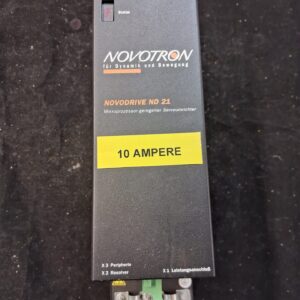 Status
NOVOTRON
für Dynamik und Bewegung
NOVODRIVE ND 21
Mikroprozessor-geregelter Servoumrichter
10 AMPERE
X 3 Peripherie
X 2 Resolver
X 1 Leistungsanschluß